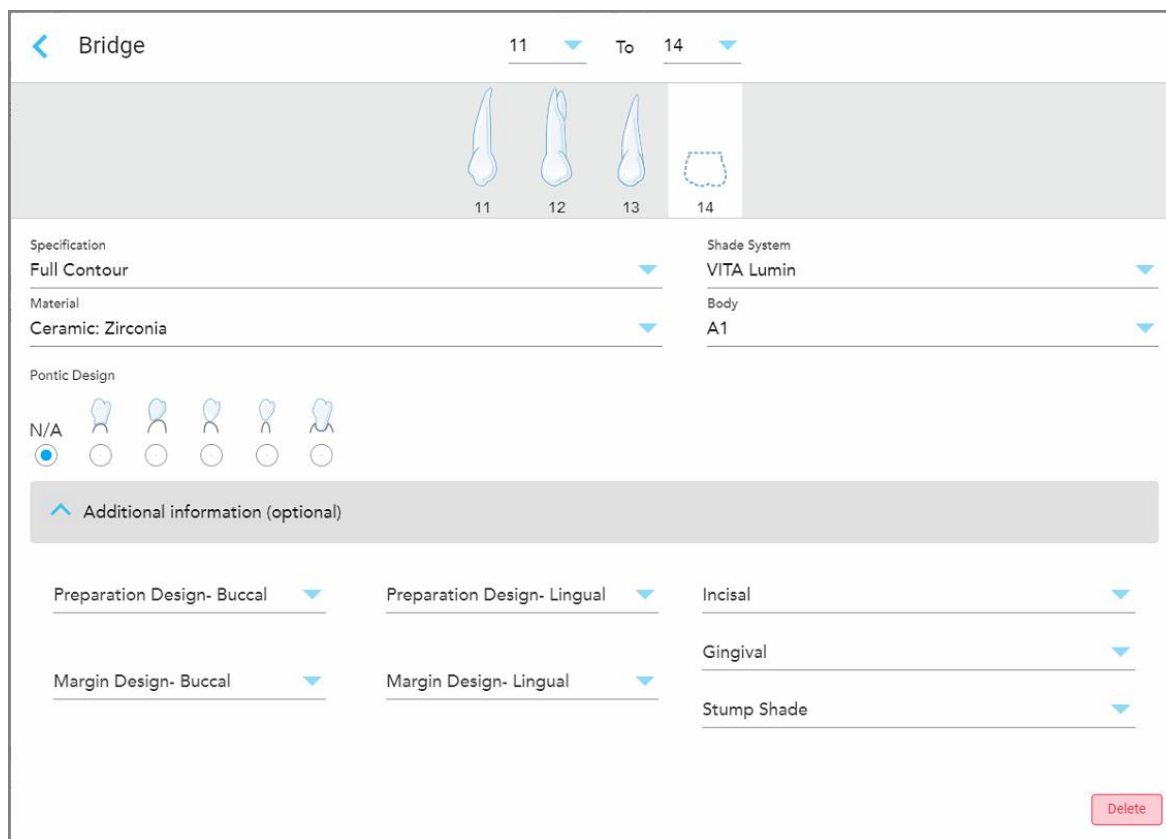 Bridge 11 To 14
11 12 13 14
Specification
Full Contour
Shade System
VITA Lumin
Material
Ceramic: Zirconia
Body
A1
Pontic Design
N/A
Additional information (optional)
Preparation Design- Buccal
Preparation Design- Lingual
Incisal
Gingival
Margin Design- Buccal
Margin Design- Lingual
Stump Shade
Delete